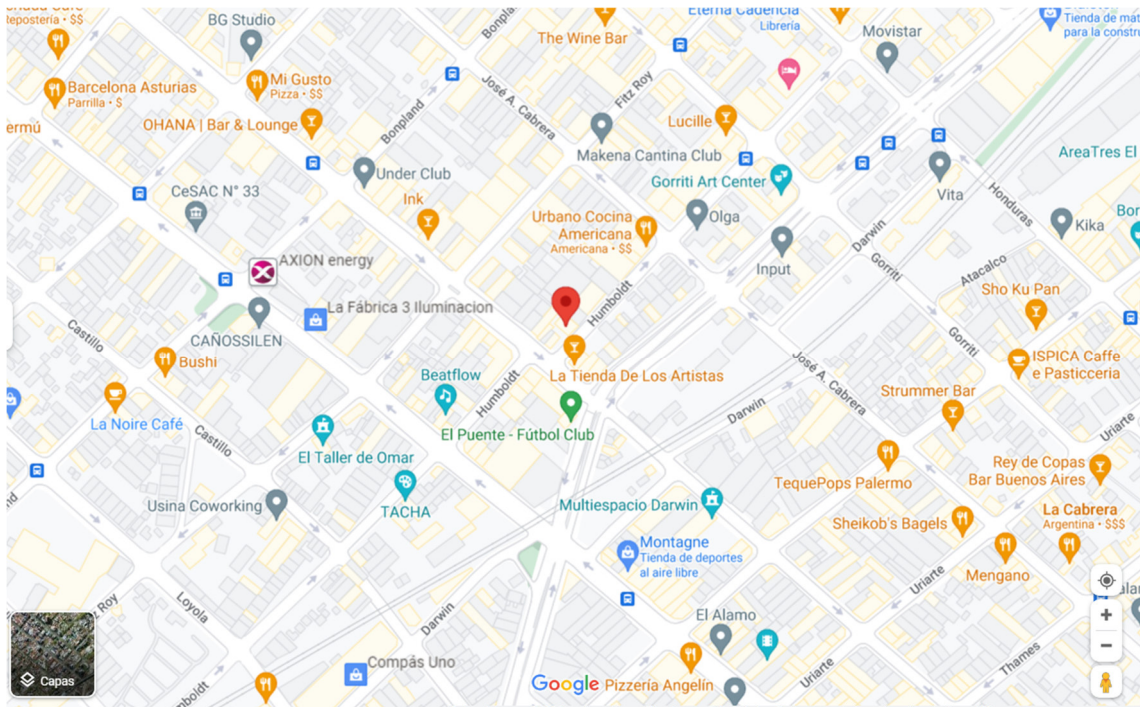 Repostería • $$
BG Studio
The Wine Bar
Eterna Cadencia
Librería
Movistar
Tienda de mat
para la constru
Barcelona Asturias
Parrilla • $
Mi Gusto
Pizza • $$
OHANA | Bar & Lounge
Bonpland
José A. Cabrera
Fitz Roy
Lucille
ermú
Under Club
Makena Cantina Club
Gorriti Art Center
Vita
AreaTres El
CeSAC N° 33
Ink
Urbano Cocina
Americana
Americana • $$
Olga
Honduras
Kika
Bor
Darwin
Input
Gorriti
Atacalco
AXION energy
Sho Ku Pan
La Fábrica 3 Iluminacion
Humboldt
CAÑOSSILEN
Castillo
Bushi
Gorriti
ISPICA Caffe
e Pasticceria
La Tienda De Los Artistas
José A. Cabrera
Beatflow
Humboldt
Strummer Bar
La Noire Café
Castillo
El Puente - Fútbol Club
Darwin
Uriarte
El Taller de Omar
TequePops Palermo
Rey de Copas
Bar Buenos Aires
Usina Coworking
TACHA
Multiespacio Darwin
Sheikob's Bagels
La Cabrera
Argentina • $$$
Montagne
Tienda de deportes
al aire libre
Mengano
Uriarte
Loyola
Roy
Darwin
El Alamo
Compás Uno
Thames
Uriarte
Capas
Google
Pizzería Angelín
mboldt